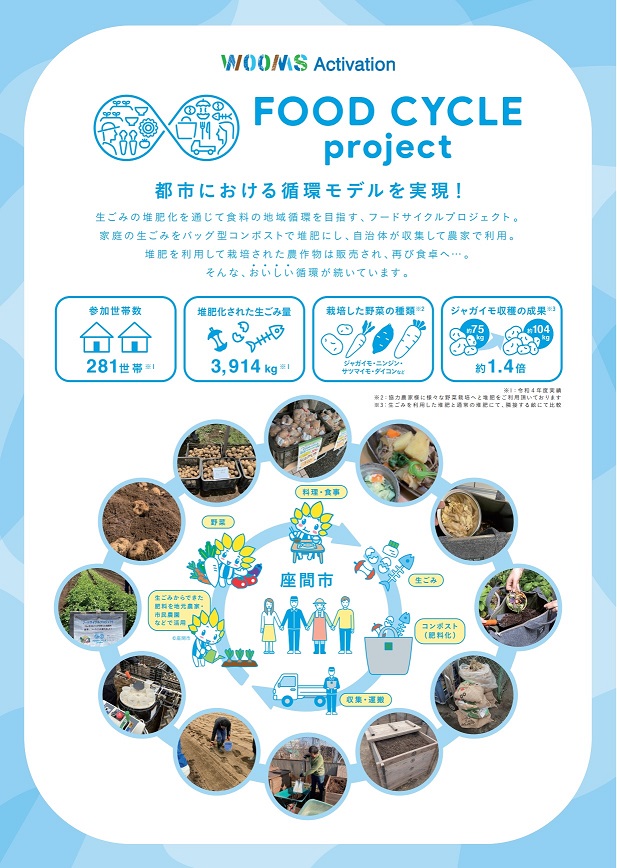 WOOMS Activation
FOOD CYCLE
project
都市における循環モデルを実現！
生ごみの堆肥化を通じて食料の地域循環を目指す、フードサイクルプロジェクト。
家庭の生ごみをバッグ型コンポストで堆肥にし、自治体が収集して農家で利用。
堆肥を利用して栽培された農作物は販売され、再び食卓へ…。
そんな、おいしい循環が続いています。
参加世帯数
281世帯※1
堆肥化された生ごみ量
3,914kg※1
栽培した野菜の種類※2
ジャガイモ・ニンジン・
サツマイモ・ダイコンなど
ジャガイモ収穫の成果※3
約75kg
約104kg
約1.4倍
※1：令和4年度実績
※2：協力農家様に様々な野菜栽培へと堆肥をご利用頂いております
※3：生ごみを利用した堆肥と通常の堆肥にて、隣接する畝にて比較
料理・食事
野菜
座間市
生ごみ
生ごみからできた
肥料を地元農家・
市民農園
などで活用
©座間市
コンポスト
（肥料化）
収集・運搬